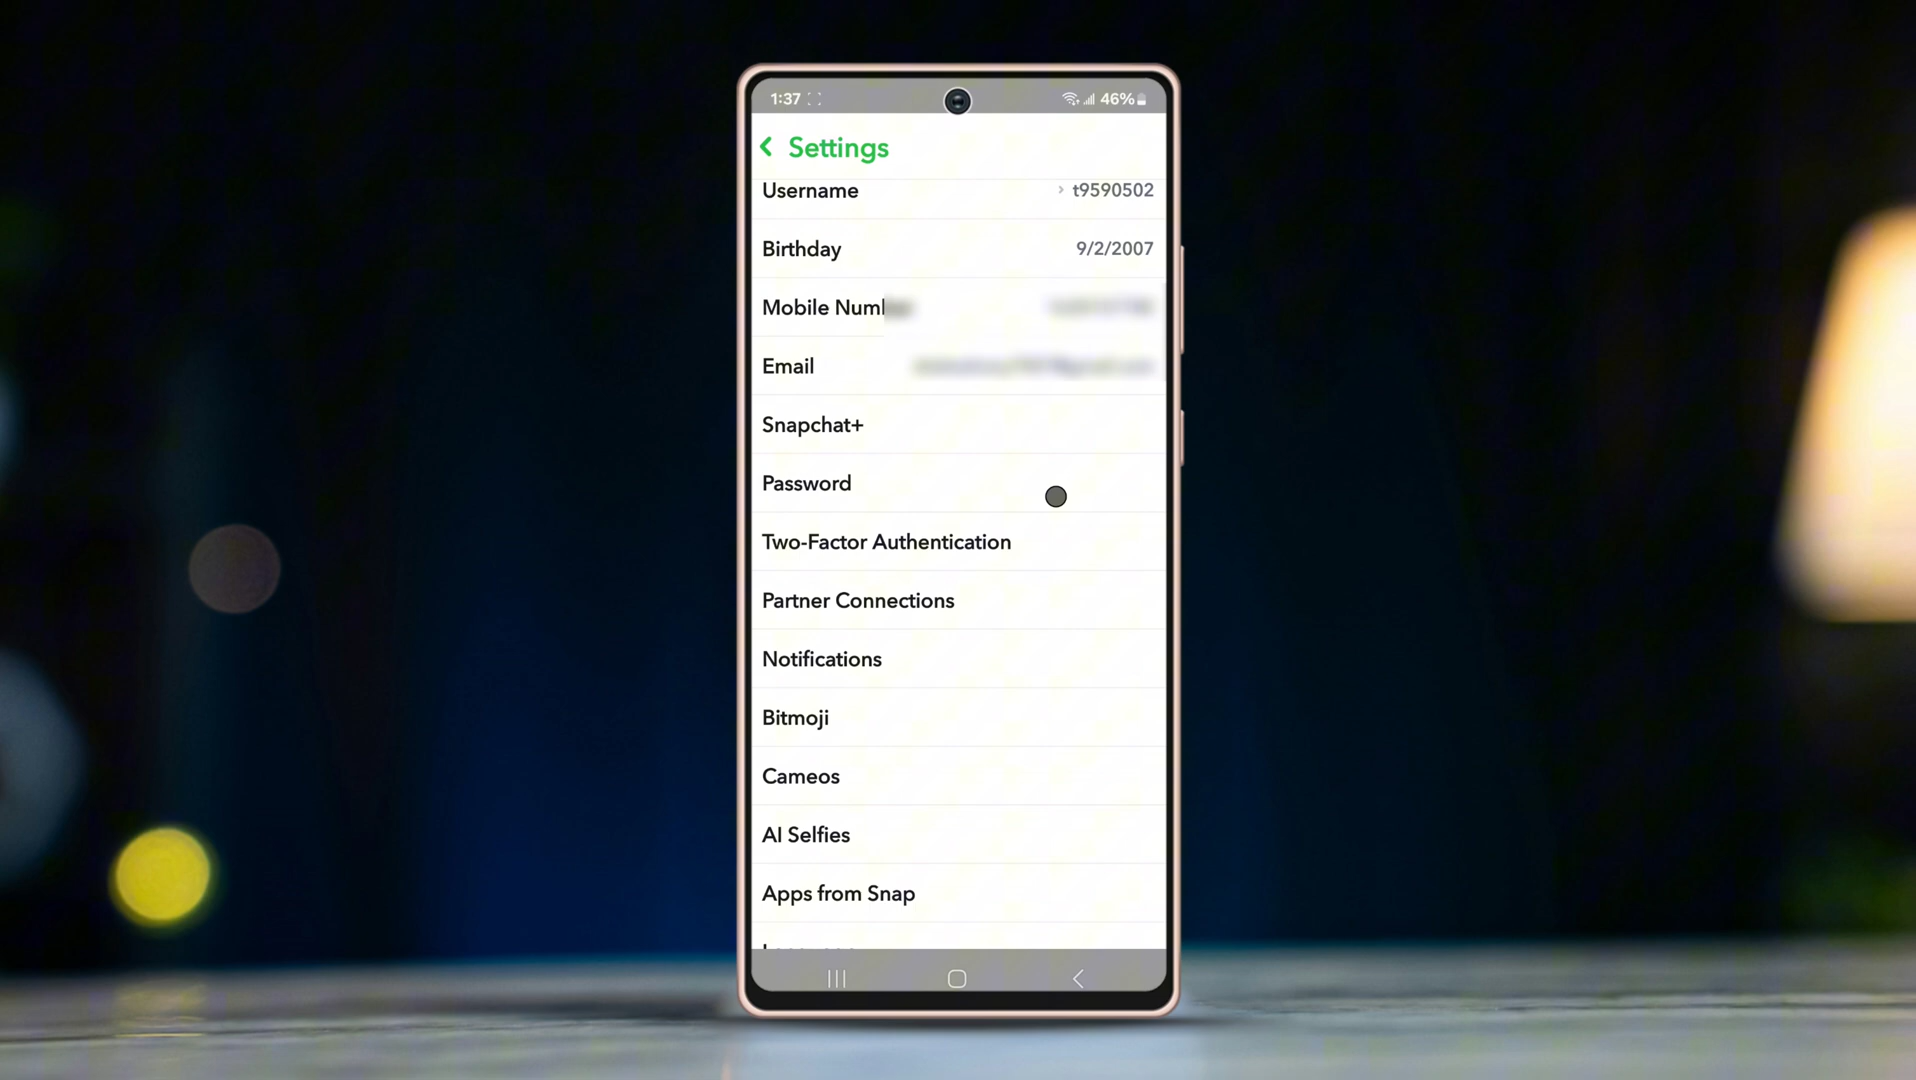 1:37 46%
Settings
Username t9590502
Birthday 9/2/2007
Mobile
Email
Snapchat+
Password
Two-Factor Authentication
Partner Connections
Notifications
Bitmoji
Cameos
AI Selfies
Apps from Snap